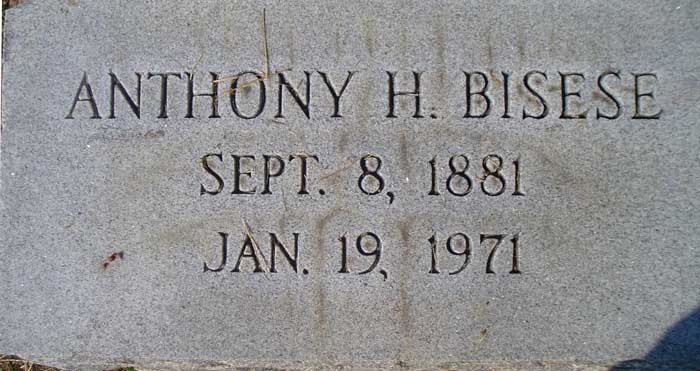 ANTHONY H. BISESE
SEPT. 8, 1881
JAN. 19, 1971